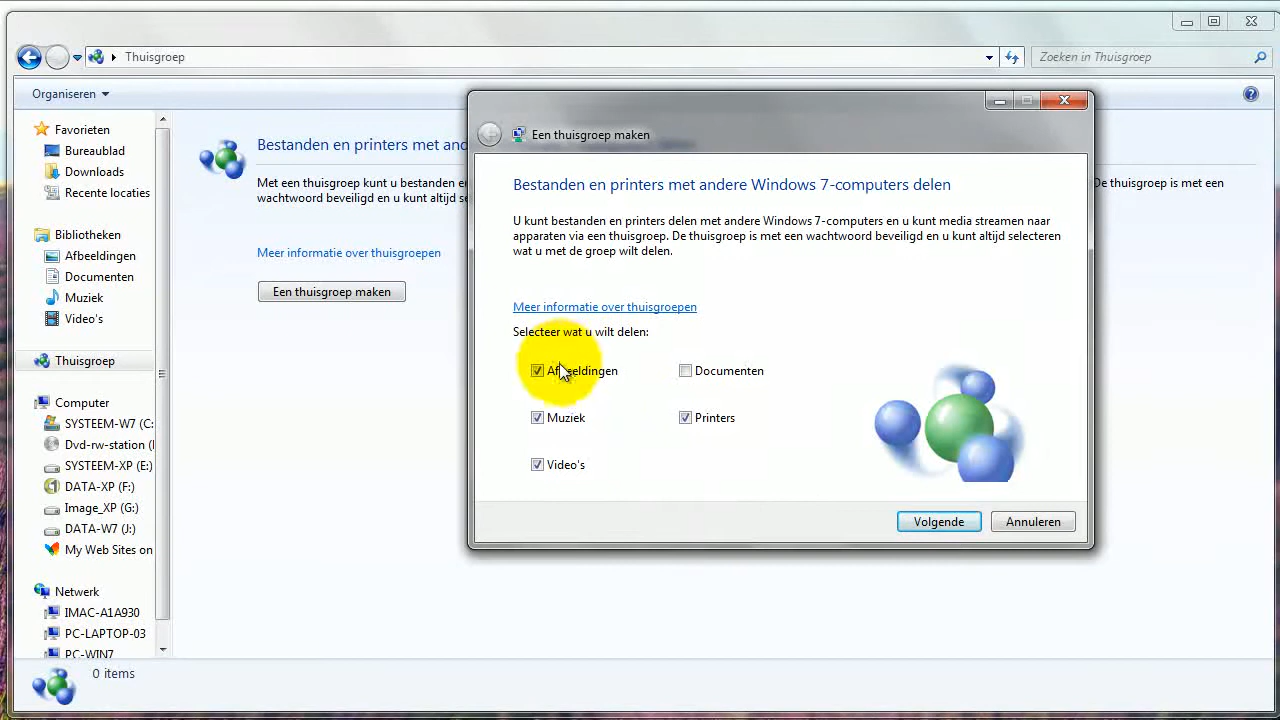 Thuisgroep
Zoeken in Thuisgroep
Organiseren
Favorieten
Bureaublad
Downloads
Recente locaties
Bibliotheken
Afbeeldingen
Documenten
Muziek
Video's
Thuisgroep
Computer
SYSTEEM-W7 (C:
Dvd-rw-station (
SYSTEEM-XP (E:)
DATA-XP (F:)
Image_XP (G:)
DATA-W7 (J:)
My Web Sites on
Netwerk
IMAC-A1A930
PC-LAPTOP-03
PC-WIN7
0 items
Bestanden en printers met and
Met een thuisgroep kunt u bestanden en
De thuisgroep is met een
wachtwoord beveiligd en u kunt altijd se
Meer informatie over thuisgroepen
Een thuisgroep maken
Een thuisgroep maken
Bestanden en printers met andere Windows 7-computers delen
U kunt bestanden en printers delen met andere Windows 7-computers en u kunt media streamen naar
apparaten via een thuisgroep. De thuisgroep is met een wachtwoord beveiligd en u kunt altijd selecteren
wat u met de groep wilt delen.
Meer informatie over thuisgroepen
Selecteer wat u wilt delen:
Afbeeldingen
Documenten
Muziek
Printers
Video's
Volgende
Annuleren